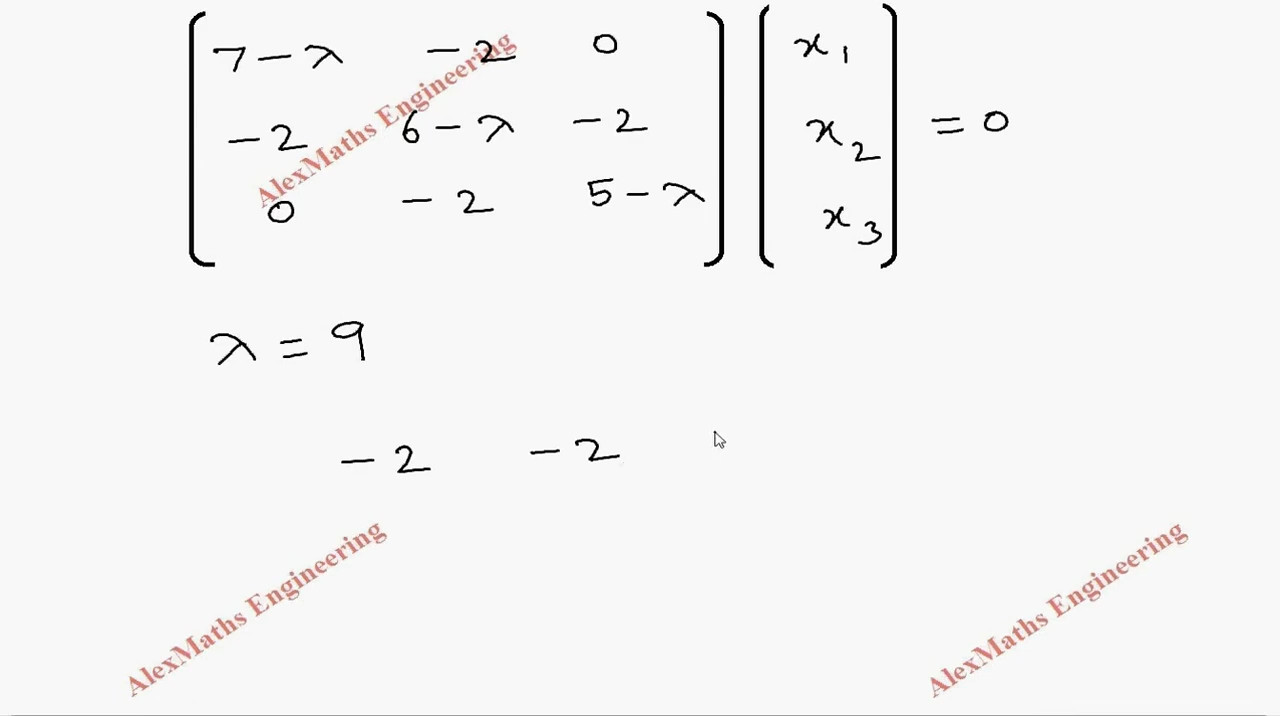 7 - λ  - 2  0  x1
- 2  6 - λ  - 2  x2  = 0
0  - 2  5 - λ  x3
λ = 9
- 2  - 2
AlexMaths Engineering
AlexMaths Engineering
AlexMaths Engineering